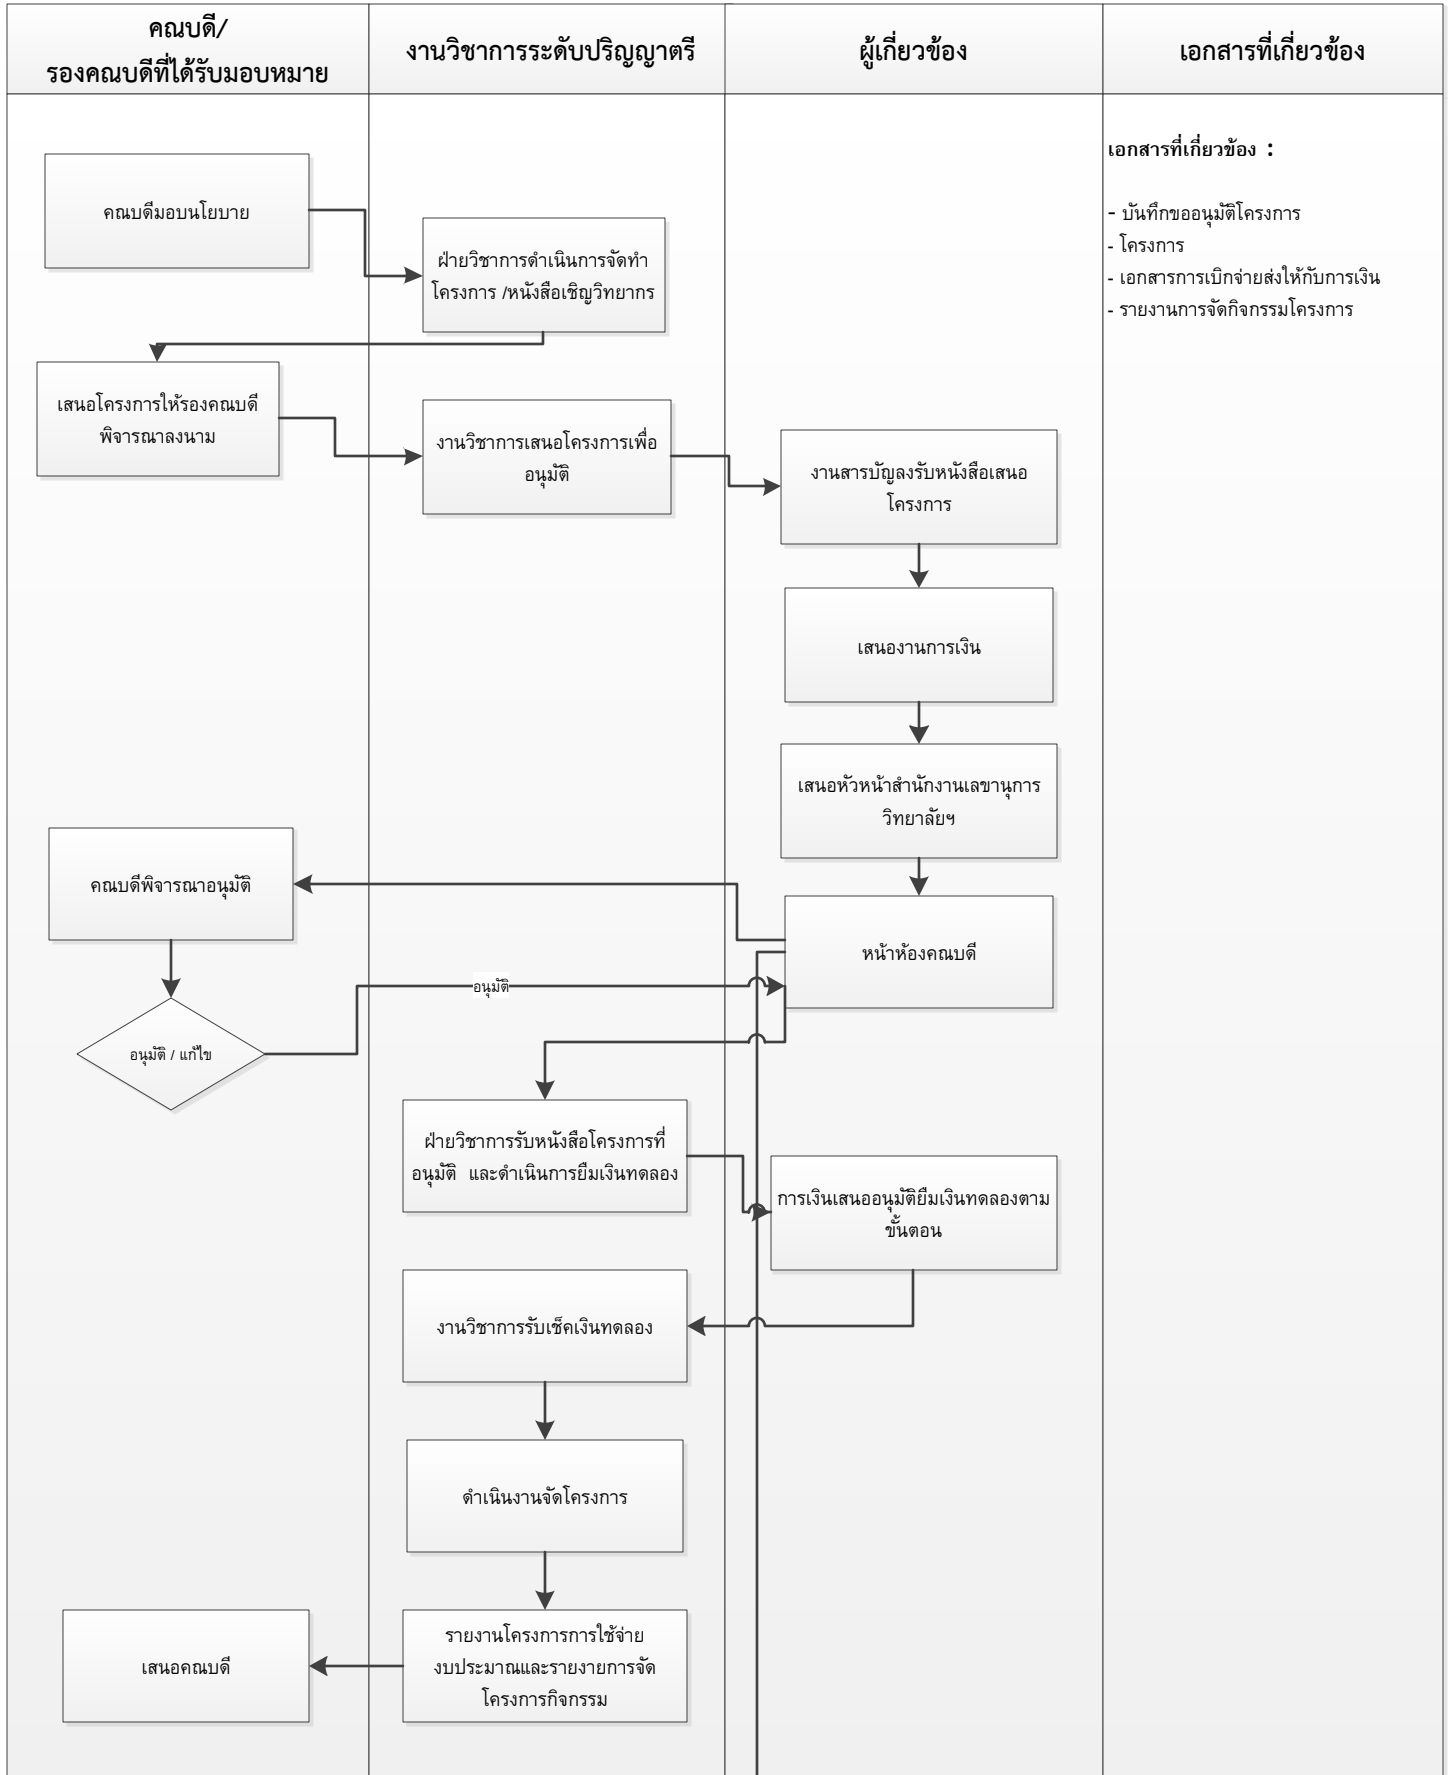 คณบดี/
รองคณบดีที่ได้รับมอบหมาย
งานวิชาการระดับปริญญาตรี
ผู้เกี่ยวข้อง
เอกสารที่เกี่ยวข้อง
เอกสารที่เกี่ยวข้อง :
- บันทึกขออนุมัติโครงการ
- โครงการ
- เอกสารการเบิกจ่ายส่งให้กับการเงิน
- รายงานการจัดกิจกรรมโครงการ
คณบดีมอบนโยบาย
ฝ่ายวิชาการดำเนินการจัดทำ
โครงการ /หนังสือเชิญวิทยากร
เสนอโครงการให้รองคณบดี
พิจารณาลงนาม
งานวิชาการเสนอโครงการเพื่อ
อนุมัติ
งานสารบัญลงรับหนังสือเสนอ
โครงการ
เสนองานการเงิน
เสนอหัวหน้าสำนักงานเลขานุการ
วิทยาลัยฯ
คณบดีพิจารณาอนุมัติ
หน้าห้องคณบดี
อนุมัติ
อนุมัติ / แก้ไข
ฝ่ายวิชาการรับหนังสือโครงการที่
อนุมัติ และดำเนินการยืมเงินทดลอง
การเงินเสนออนุมัติยืมเงินทดลองตาม
ขั้นตอน
งานวิชาการรับเช็คเงินทดลอง
ดำเนินงานจัดโครงการ
รายงานโครงการการใช้จ่าย
งบประมาณและรายงายการจัด
โครงการกิจกรรม
เสนอคณบดี